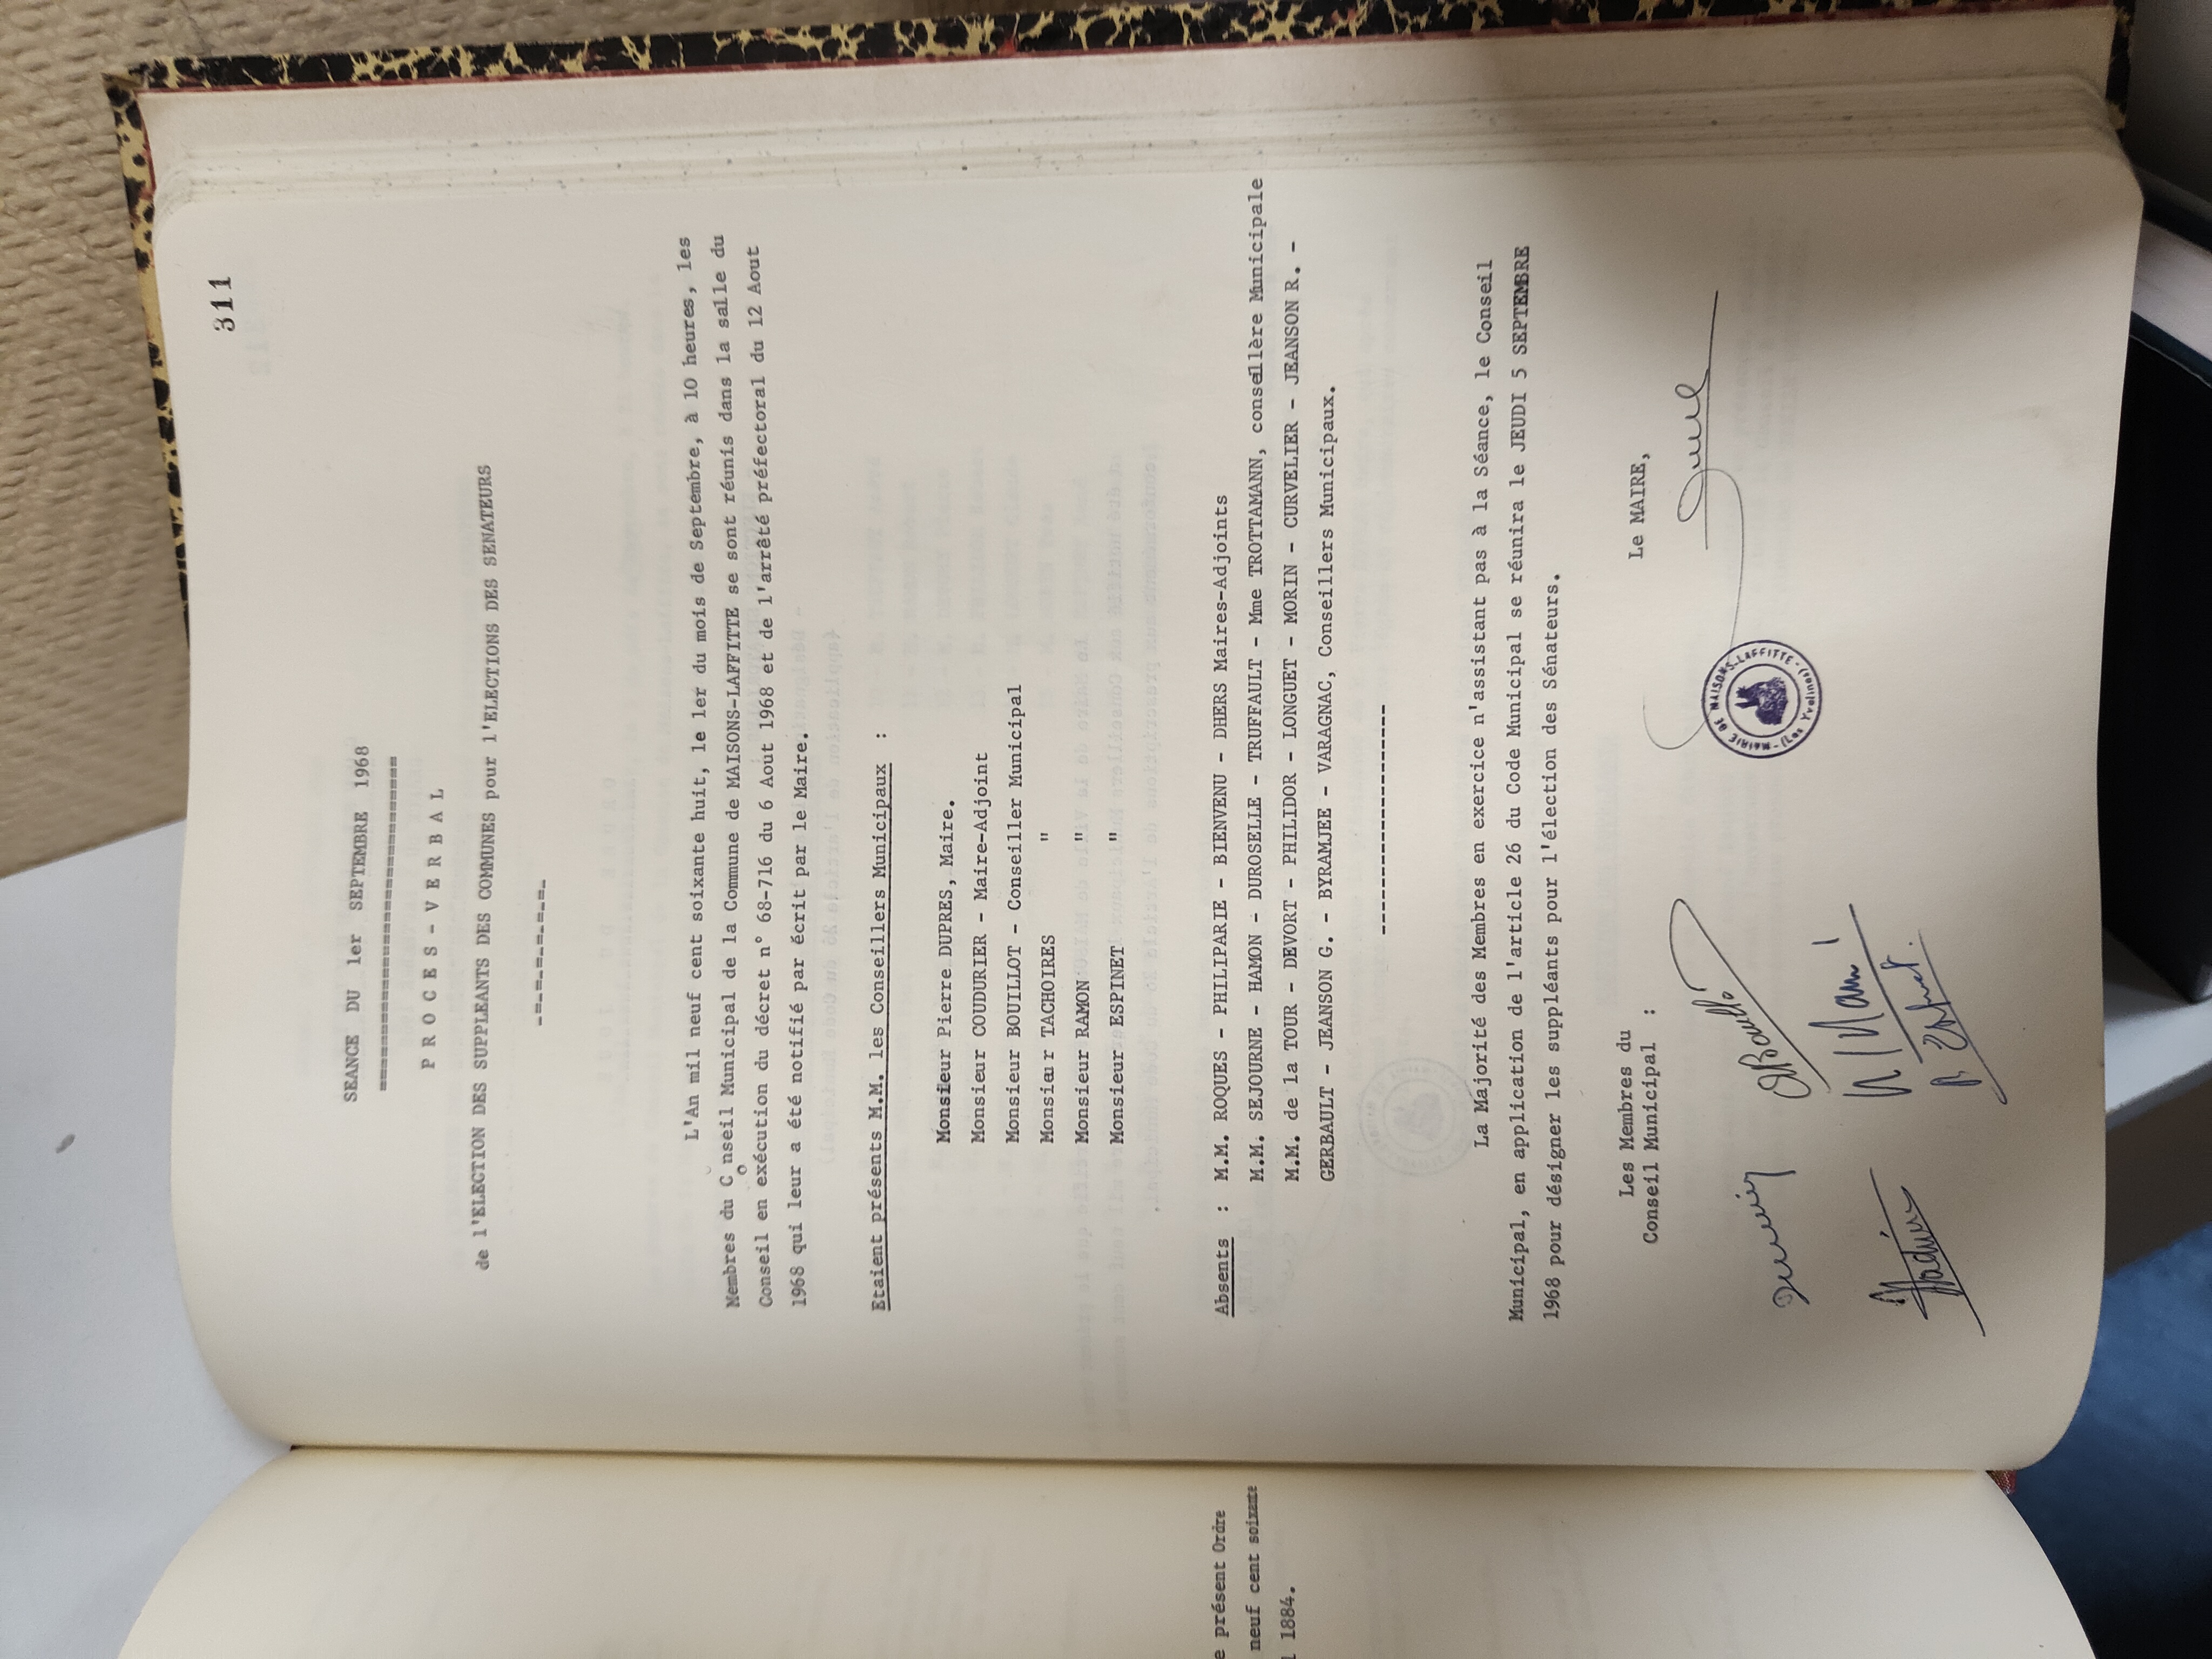 311
SEANCE DU 1er SEPTEMBRE 1968
================================
P R O C E S - V E R B A L
de l'ELECTION DES SUPPLEANTS DES COMMUNES pour l'ELECTIONS DES SENATEURS
-=-=-=-=-=-=-=-
L'An mil neuf cent soixante huit, le 1er du mois de Septembre, à 10 heures, les
Membres du Conseil Municipal de la Commune de MAISONS-LAFFITTE se sont réunis dans la salle du
Conseil en exécution du décret n° 68-716 du 6 Aout 1968 et de l'arrêté préfectoral du 12 Aout
1968 qui leur a été notifié par écrit par le Maire.
Etaient présents M.M. les Conseillers Municipaux :
Monsieur Pierre DUPRES, Maire.
Monsieur COUDURIER - Maire-Adjoint
Monsieur BOUILLOT - Conseiller Municipal
Monsieur TACHOIRES "
Monsieur RAMON "
Monsieur ESPINET "
Absents : M.M. ROQUES - PHILIPARIE - BIENVENU - DHERS Maires-Adjoints
M.M. SEJOURNE - HAMON - DUROSELLE - TRUFFAULT - Mme TROTTAMANN, conseillère Municipale
M.M. de la TOUR - DEVORT - PHILIDOR - LONGUET - MORIN - CURVELIER - JEANSON R. -
GERBAULT - JEANSON G. - BYRAMJEE - VARAGNAC, Conseillers Municipaux.
-----------------------
La Majorité des Membres en exercice n'assistant pas à la Séance, le Conseil
Municipal, en application de l'article 26 du Code Municipal se réunira le JEUDI 5 SEPTEMBRE
1968 pour désigner les suppléants pour l'élection des Sénateurs.
Les Membres du
Conseil Municipal :
Le MAIRE,
MAIRIE DE MAISONS-LAFFITTE - (Les Yvelines)
e présent Ordre
neuf cent soixante
l 1884.